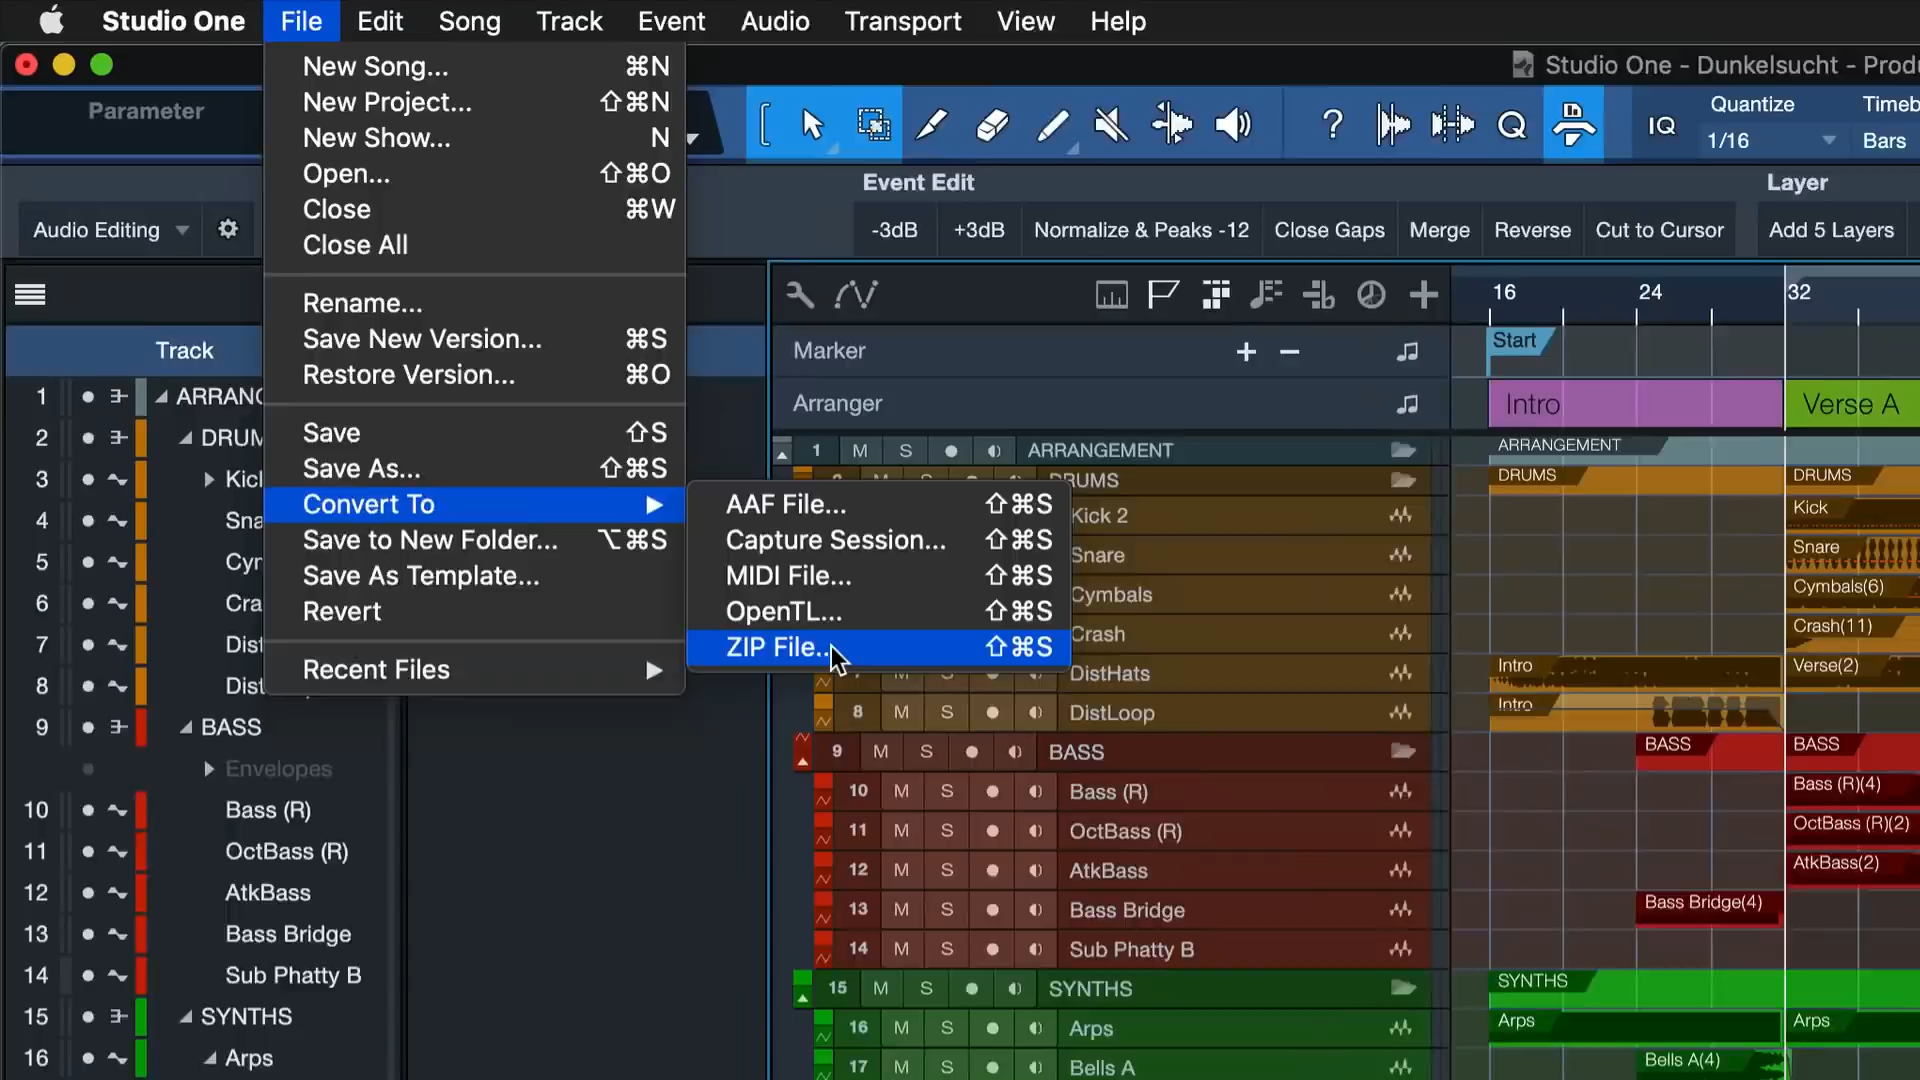 Studio One File Edit Song Track Event Audio Transport View Help
Studio One - Dunkelsucht - Produ
Parameter
Quantize
Timeb
IQ
1/16
Bars
Event Edit
Layer
Audio Editing
-3dB
+3dB
Normalize & Peaks -12
Close Gaps
Merge
Reverse
Cut to Cursor
Add 5 Layers
New Song... ⌘N
New Project... ⇧⌘N
New Show... N
Open... ⇧⌘O
Close ⌘W
Close All
Rename...
Save New Version... ⌘S
Restore Version... ⌘O
Save ⇧S
Save As... ⇧⌘S
Convert To
Save to New Folder... ⌥⌘S
Save As Template...
Revert
Recent Files
AAF File... ⇧⌘S
Capture Session... ⇧⌘S
MIDI File... ⇧⌘S
OpenTL... ⇧⌘S
ZIP File... ⇧⌘S
Track
1 ARRANG
2 DRUM
3 Kick
4 Sna
5 Cym
6 Cra
7 Dist
8 Dist
9 BASS
Envelopes
10 Bass (R)
11 OctBass (R)
12 AtkBass
13 Bass Bridge
14 Sub Phatty B
15 SYNTHS
16 Arps
16 24 32
Marker + −
Start
Arranger
Intro Verse A
1 M S ARRANGEMENT
DRUMS
Kick 2
Snare
Cymbals
Crash
DistHats
8 M S DistLoop
9 M S BASS
10 M S Bass (R)
11 M S OctBass (R)
12 M S AtkBass
13 M S Bass Bridge
14 M S Sub Phatty B
15 M S SYNTHS
16 M S Arps
17 M S Bells A
ARRANGEMENT
DRUMS DRUMS
Kick
Snare
Cymbals(6)
Crash(11)
Intro Verse(2)
Intro
BASS BASS
Bass (R)(4)
OctBass (R)(2)
AtkBass(2)
Bass Bridge(4)
SYNTHS
Arps Arps
Bells A(4)